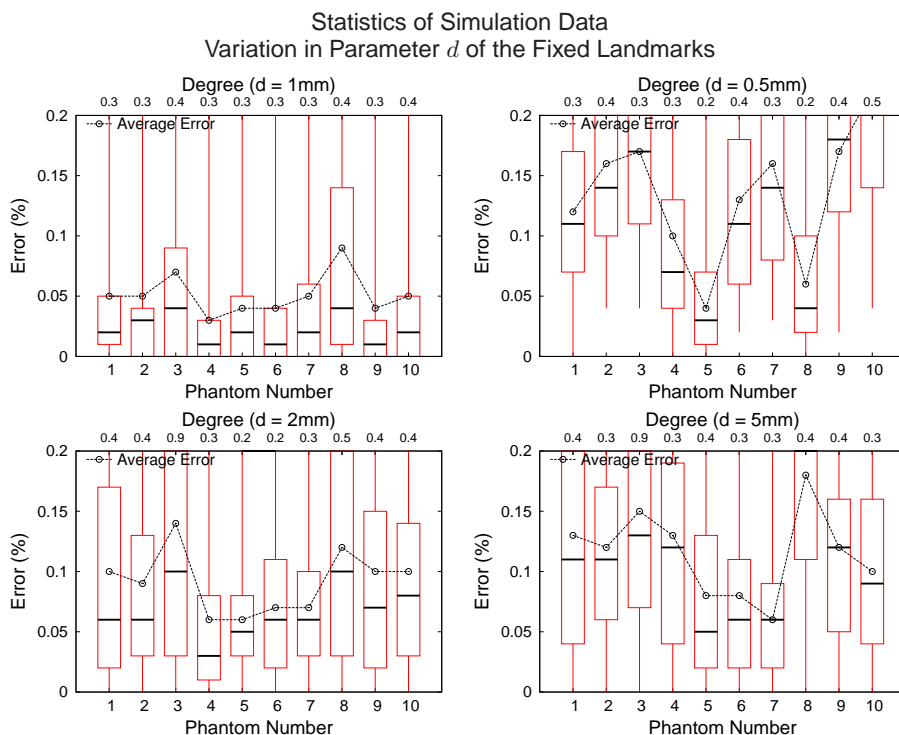 Statistics of Simulation Data
Variation in Parameter d of the Fixed Landmarks
Degree (d = 1mm)
0.3 0.3 0.4 0.3 0.3 0.3 0.3 0.4 0.3 0.4
Average Error
0.2
0.15
0.1
0.05
0
Error (%)
1 2 3 4 5 6 7 8 9 10
Phantom Number
Degree (d = 0.5mm)
0.3 0.4 0.3 0.3 0.2 0.4 0.3 0.2 0.4 0.5
Average Error
0.2
0.15
0.1
0.05
0
Error (%)
1 2 3 4 5 6 7 8 9 10
Phantom Number
Degree (d = 2mm)
0.4 0.4 0.9 0.3 0.2 0.2 0.3 0.5 0.4 0.4
Average Error
0.2
0.15
0.1
0.05
0
Error (%)
1 2 3 4 5 6 7 8 9 10
Phantom Number
Degree (d = 5mm)
0.4 0.3 0.9 0.3 0.4 0.3 0.3 0.4 0.4 0.3
Average Error
0.2
0.15
0.1
0.05
0
Error (%)
1 2 3 4 5 6 7 8 9 10
Phantom Number